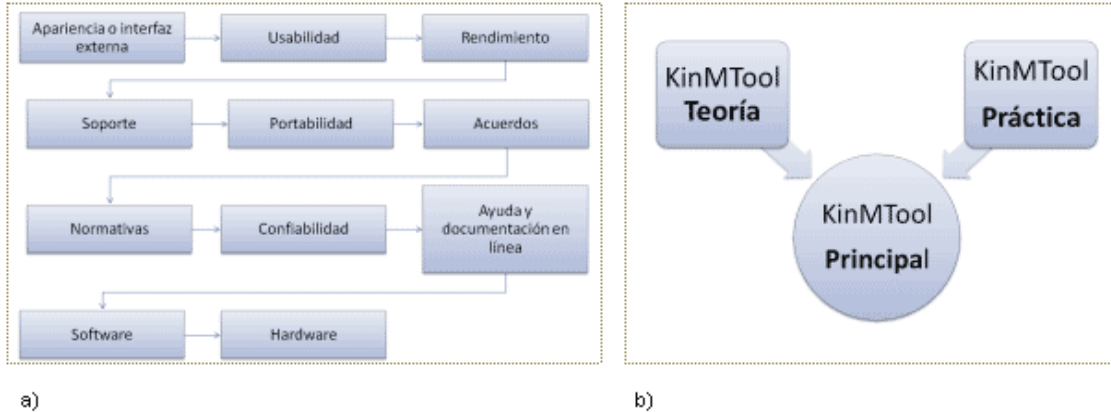 Apariencia o interfaz
externa
Usabilidad
Rendimiento
Soporte
Portabilidad
Acuerdos
Normativas
Confiabilidad
Ayuda y
documentación en
línea
Software
Hardware
a)
KinMTool
Teoría
KinMTool
Práctica
KinMTool
Principal
b)